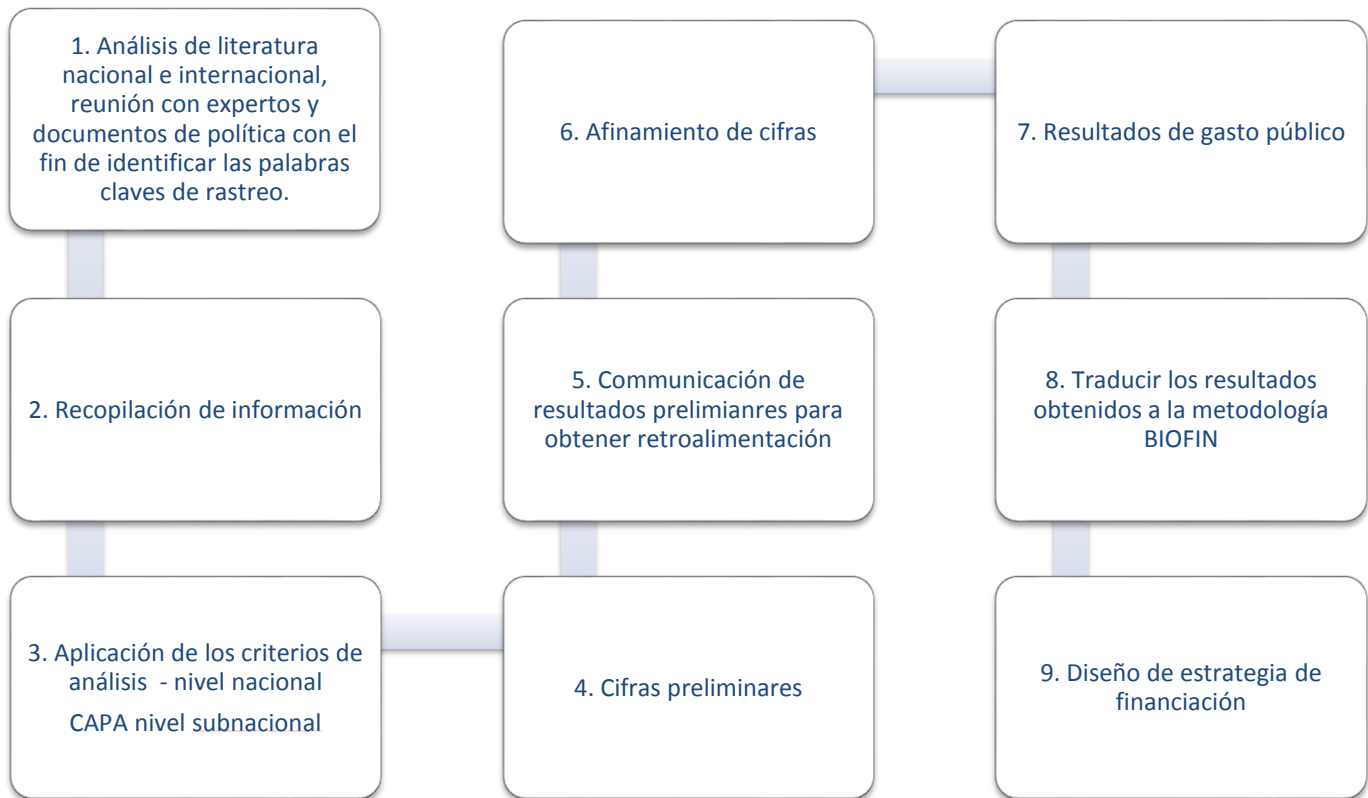 1. Análisis de literatura
nacional e internacional,
reunión con expertos y
documentos de política con el
fin de identificar las palabras
claves de rastreo.
2. Recopilación de información
3. Aplicación de los criterios de
análisis  - nivel nacional
CAPA nivel subnacional
4. Cifras preliminares
5. Communicación de
resultados prelimianres para
obtener retroalimentación
6. Afinamiento de cifras
7. Resultados de gasto público
8. Traducir los resultados
obtenidos a la metodología
BIOFIN
9. Diseño de estrategia de
financiación